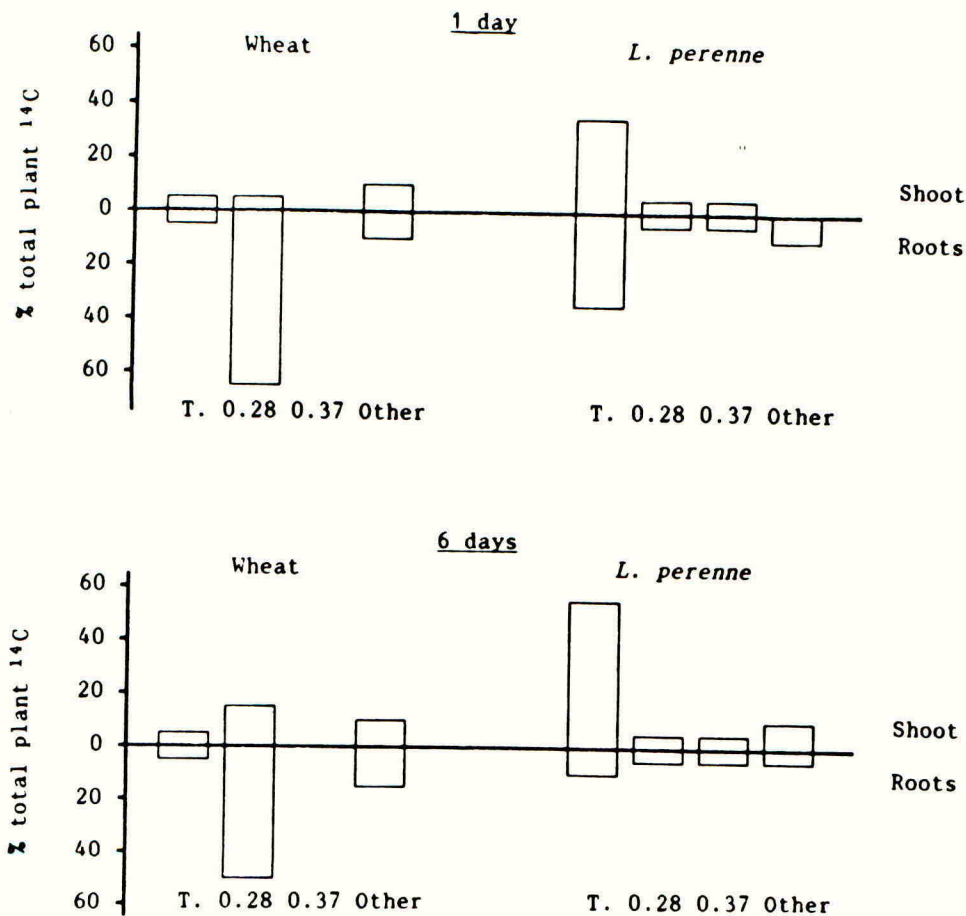 1 day
Wheat
L. perenne
60
40
20
0
20
40
60
% total plant ¹⁴C
Shoot
Roots
T. 0.28 0.37 Other
T. 0.28 0.37 Other
6 days
Wheat
L. perenne
60
40
20
0
20
40
60
% total plant ¹⁴C
Shoot
Roots
T. 0.28 0.37 Other
T. 0.28 0.37 Other